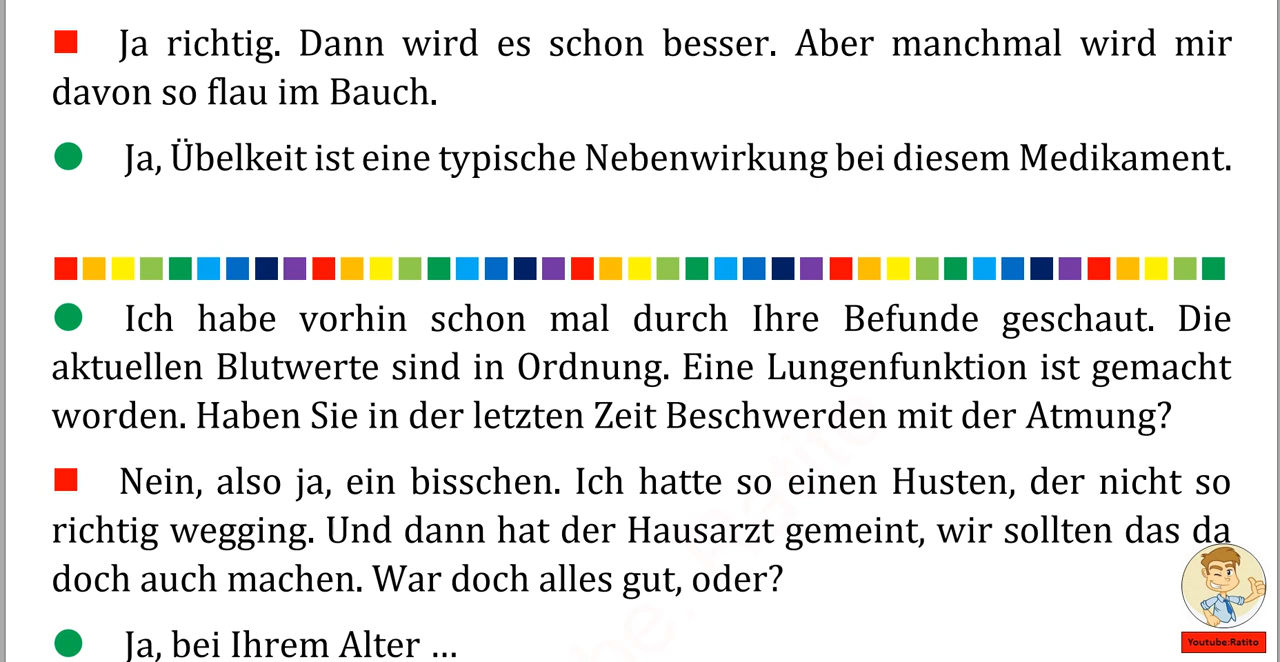 Ja richtig. Dann wird es schon besser. Aber manchmal wird mir
davon so flau im Bauch.
Ja, Übelkeit ist eine typische Nebenwirkung bei diesem Medikament.
Ich habe vorhin schon mal durch Ihre Befunde geschaut. Die
aktuellen Blutwerte sind in Ordnung. Eine Lungenfunktion ist gemacht
worden. Haben Sie in der letzten Zeit Beschwerden mit der Atmung?
Nein, also ja, ein bisschen. Ich hatte so einen Husten, der nicht so
richtig wegging. Und dann hat der Hausarzt gemeint, wir sollten das da
doch auch machen. War doch alles gut, oder?
Ja, bei Ihrem Alter ...
Youtube:Ratito